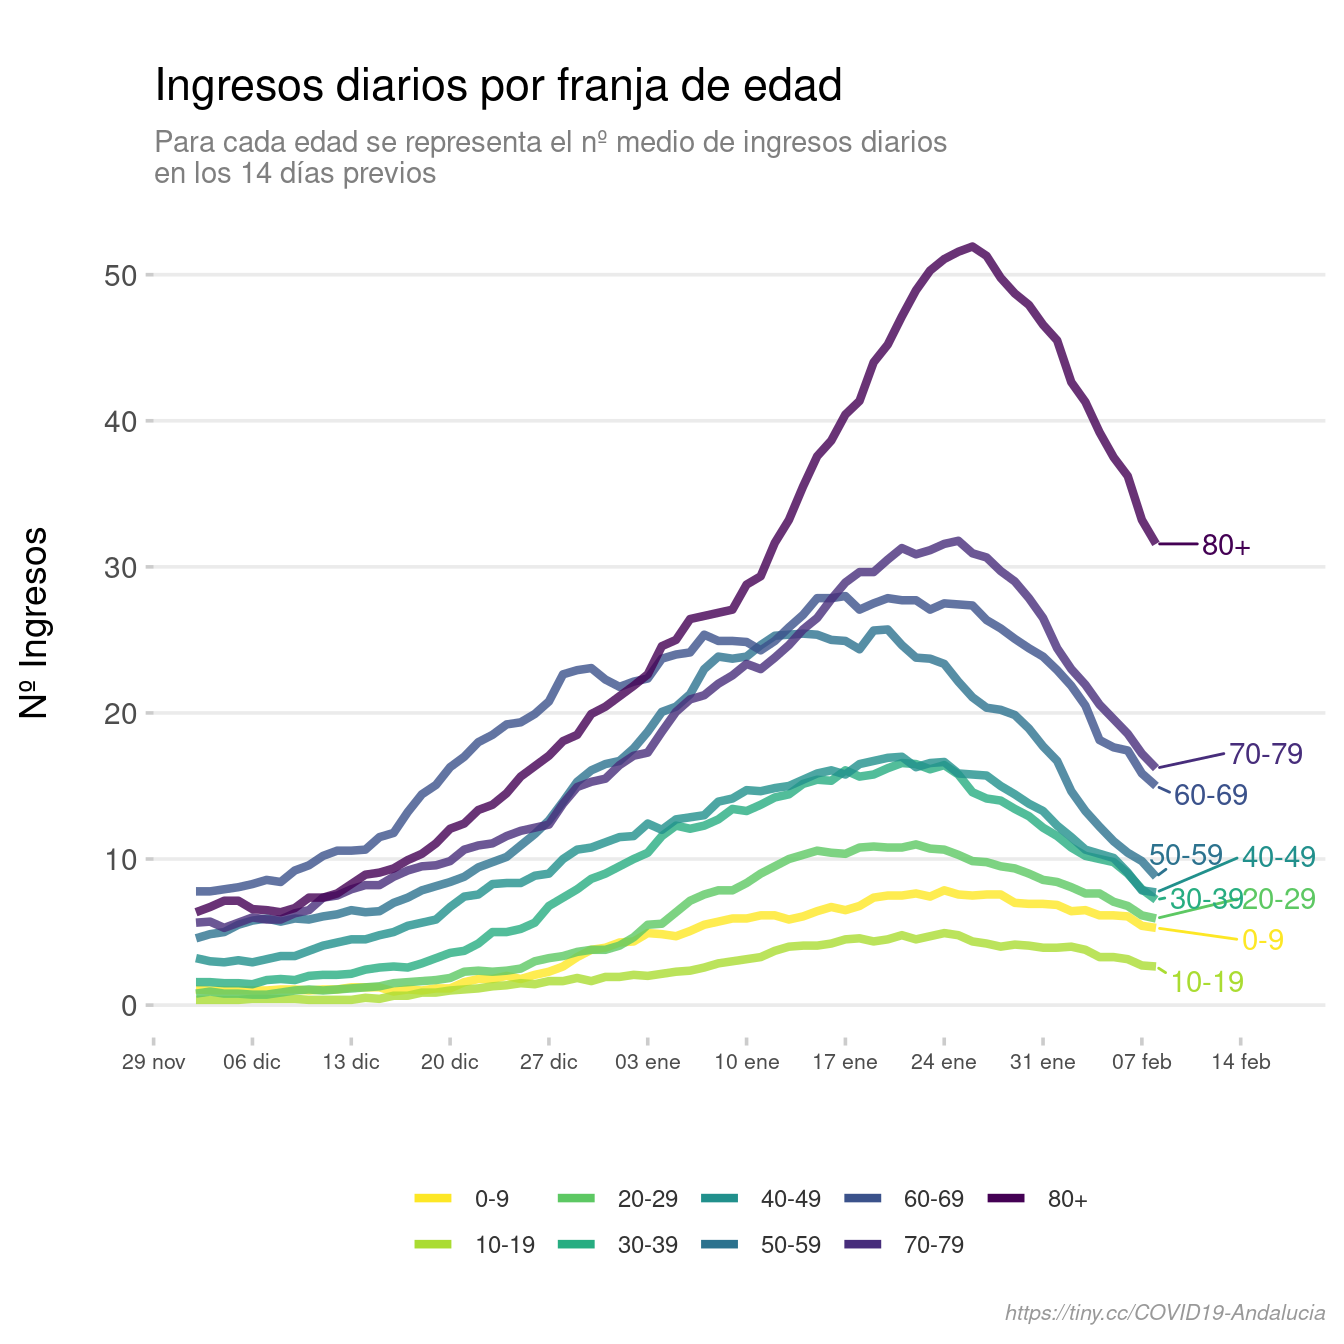 Ingresos diarios por franja de edad
Para cada edad se representa el nº medio de ingresos diarios
en los 14 días previos
Nº Ingresos
50
40
30
20
10
0
80+
70-79
60-69
50-59
40-49
30-39
20-29
0-9
10-19
29 nov 06 dic 13 dic 20 dic 27 dic 03 ene 10 ene 17 ene 24 ene 31 ene 07 feb 14 feb
0-9 20-29 40-49 60-69 80+
10-19 30-39 50-59 70-79
https://tiny.cc/COVID19-Andalucia